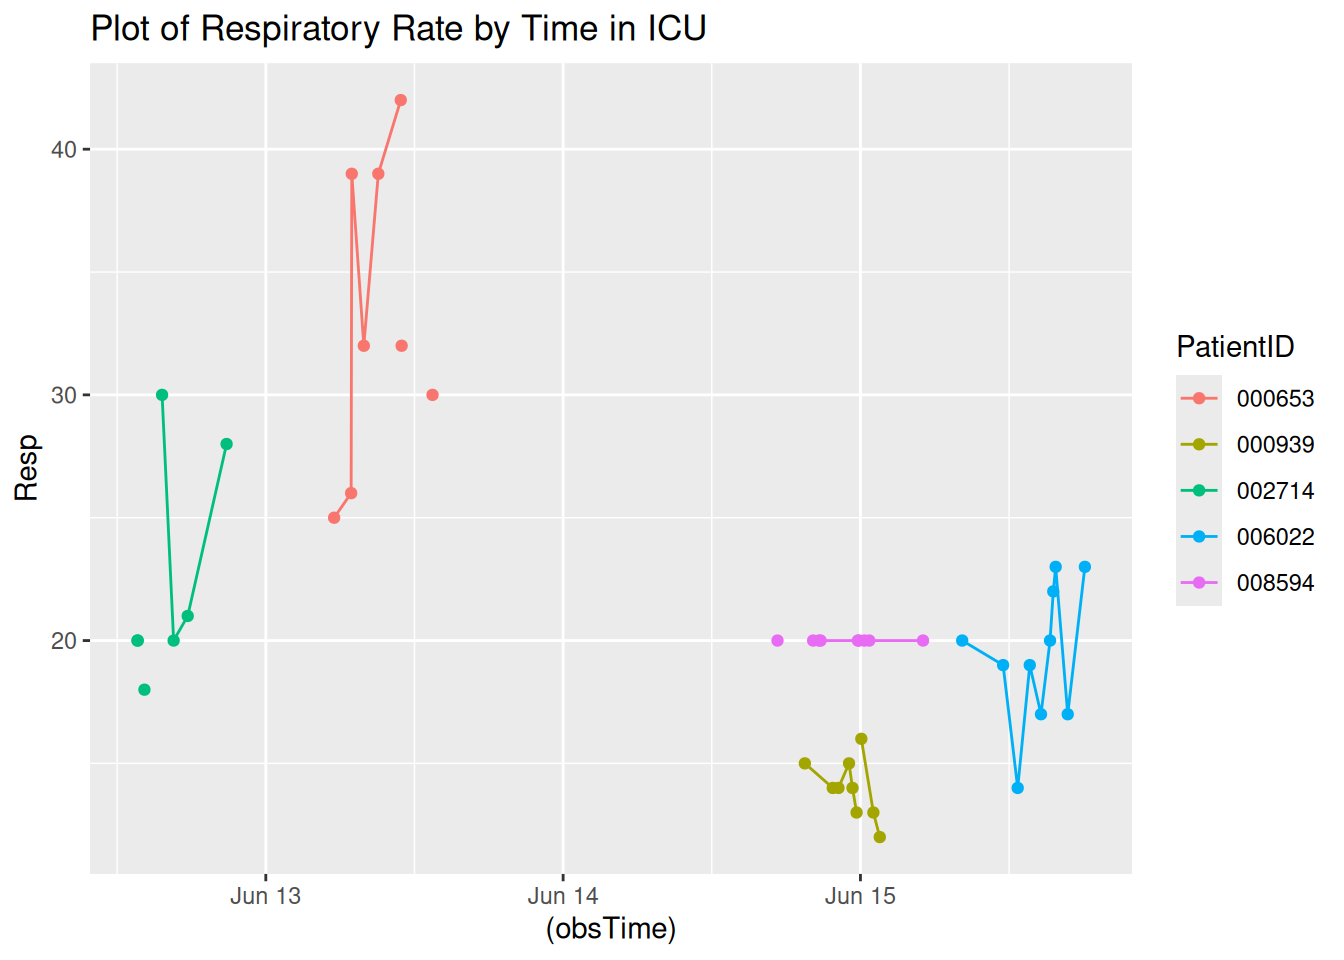 Plot of Respiratory Rate by Time in ICU
40
30
20
Resp
Jun 13
Jun 14
Jun 15
(obsTime)
PatientID
000653
000939
002714
006022
008594